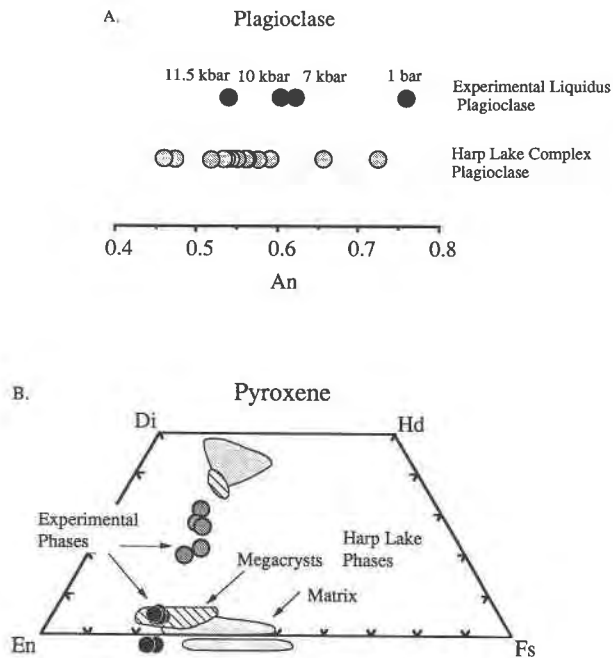 A.
Plagioclase
11.5 kbar 10 kbar 7 kbar 1 bar
Experimental Liquidus
Plagioclase
Harp Lake Complex
Plagioclase
0.4 0.5 0.6 0.7 0.8
An
B.
Pyroxene
Di Hd
Experimental
Phases
Harp Lake
Phases
Megacrysts
Matrix
En Fs